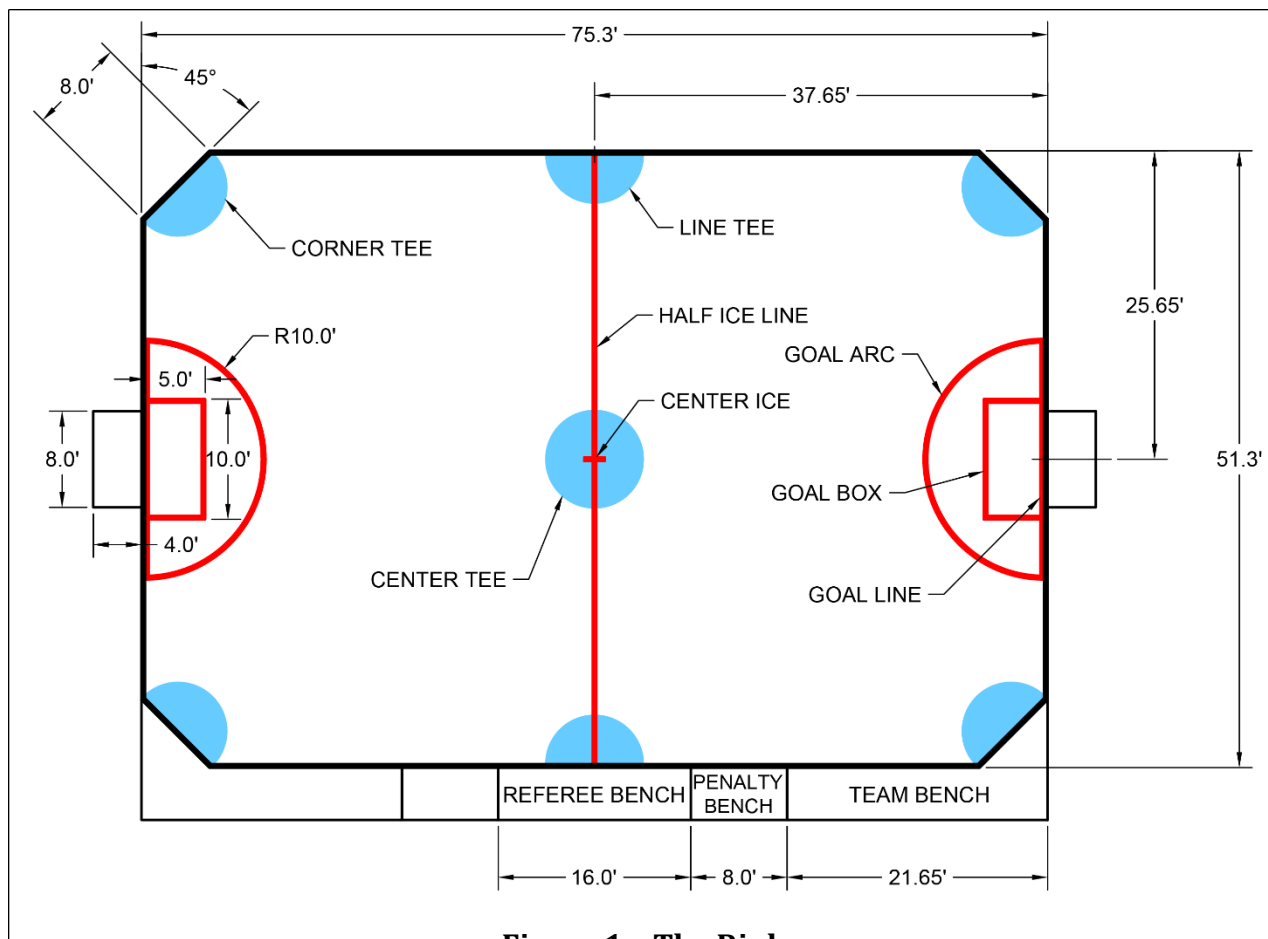 75.3'
8.0'
45°
37.65'
CORNER TEE
LINE TEE
25.65'
R10.0'
HALF ICE LINE
GOAL ARC
5.0'
CENTER ICE
8.0'
10.0'
51.3'
GOAL BOX
4.0'
CENTER TEE
GOAL LINE
REFEREE BENCH
PENALTY
BENCH
TEAM BENCH
16.0'
8.0'
21.65'